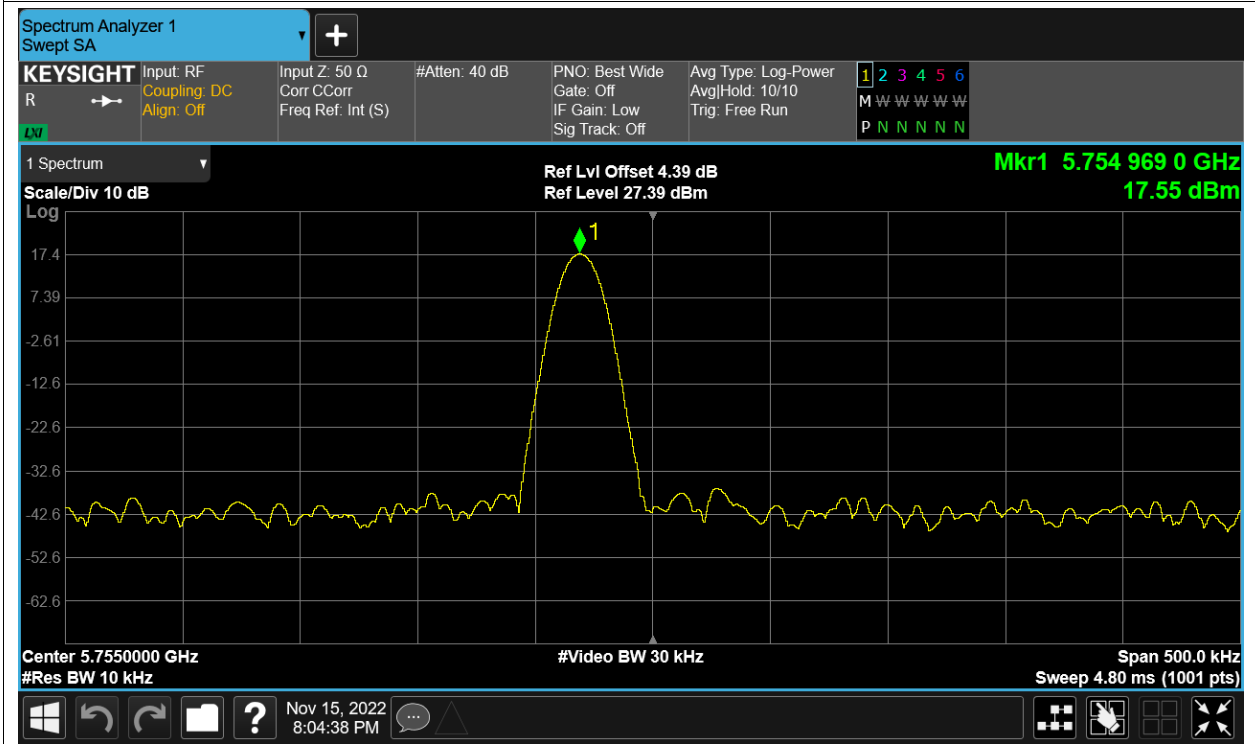 Spectrum Analyzer 1
Swept SA
▼
+
KEYSIGHT
R
LXI
Input: RF
Coupling: DC
Align: Off
Input Z: 50 Ω
Corr CCorr
Freq Ref: Int (S)
#Atten: 40 dB
PNO: Best Wide
Gate: Off
IF Gain: Low
Sig Track: Off
Avg Type: Log-Power
Avg|Hold: 10/10
Trig: Free Run
1 2 3 4 5 6
M W W W W W
P N N N N N
1 Spectrum ▼
Scale/Div 10 dB
Log
Ref Lvl Offset 4.39 dB
Ref Level 27.39 dBm
Mkr1 5.754 969 0 GHz
17.55 dBm
1
17.4
7.39
-2.61
-12.6
-22.6
-32.6
-42.6
-52.6
-62.6
Center 5.7550000 GHz
#Res BW 10 kHz
#Video BW 30 kHz
Span 500.0 kHz
Sweep 4.80 ms (1001 pts)
?
Nov 15, 2022
8:04:38 PM